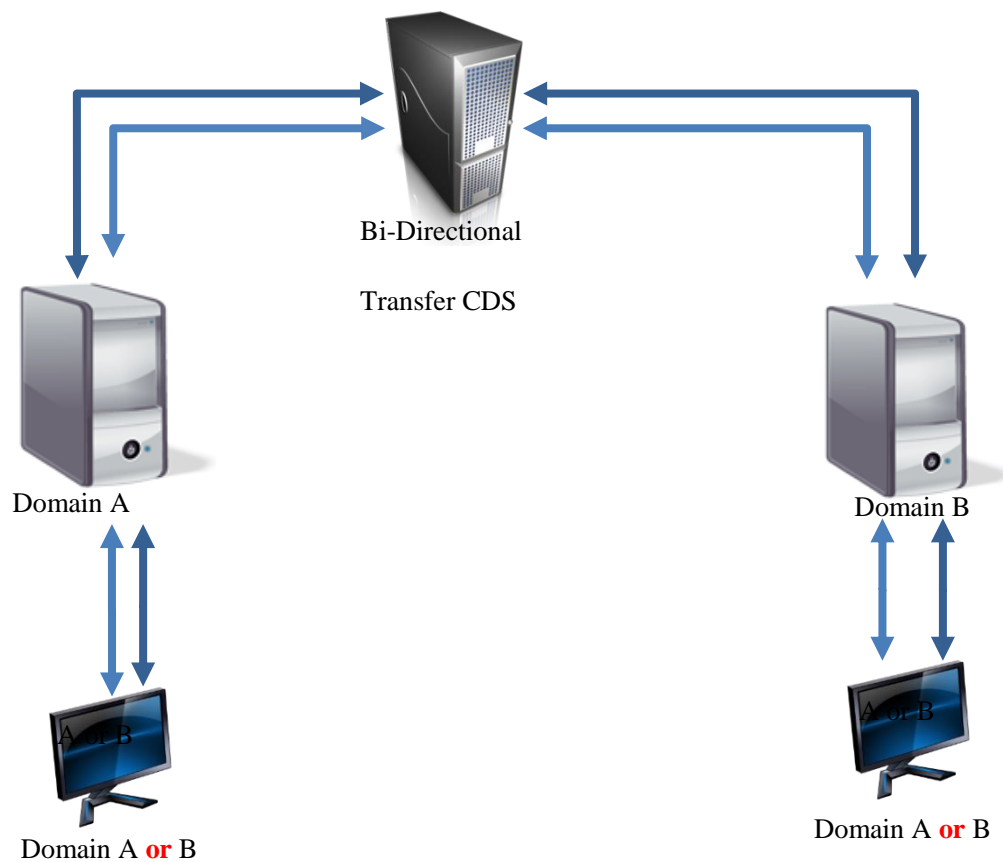 Bi-Directional
Transfer CDS
Domain A
Domain B
A or B
A or B
Domain A or B
Domain A or B